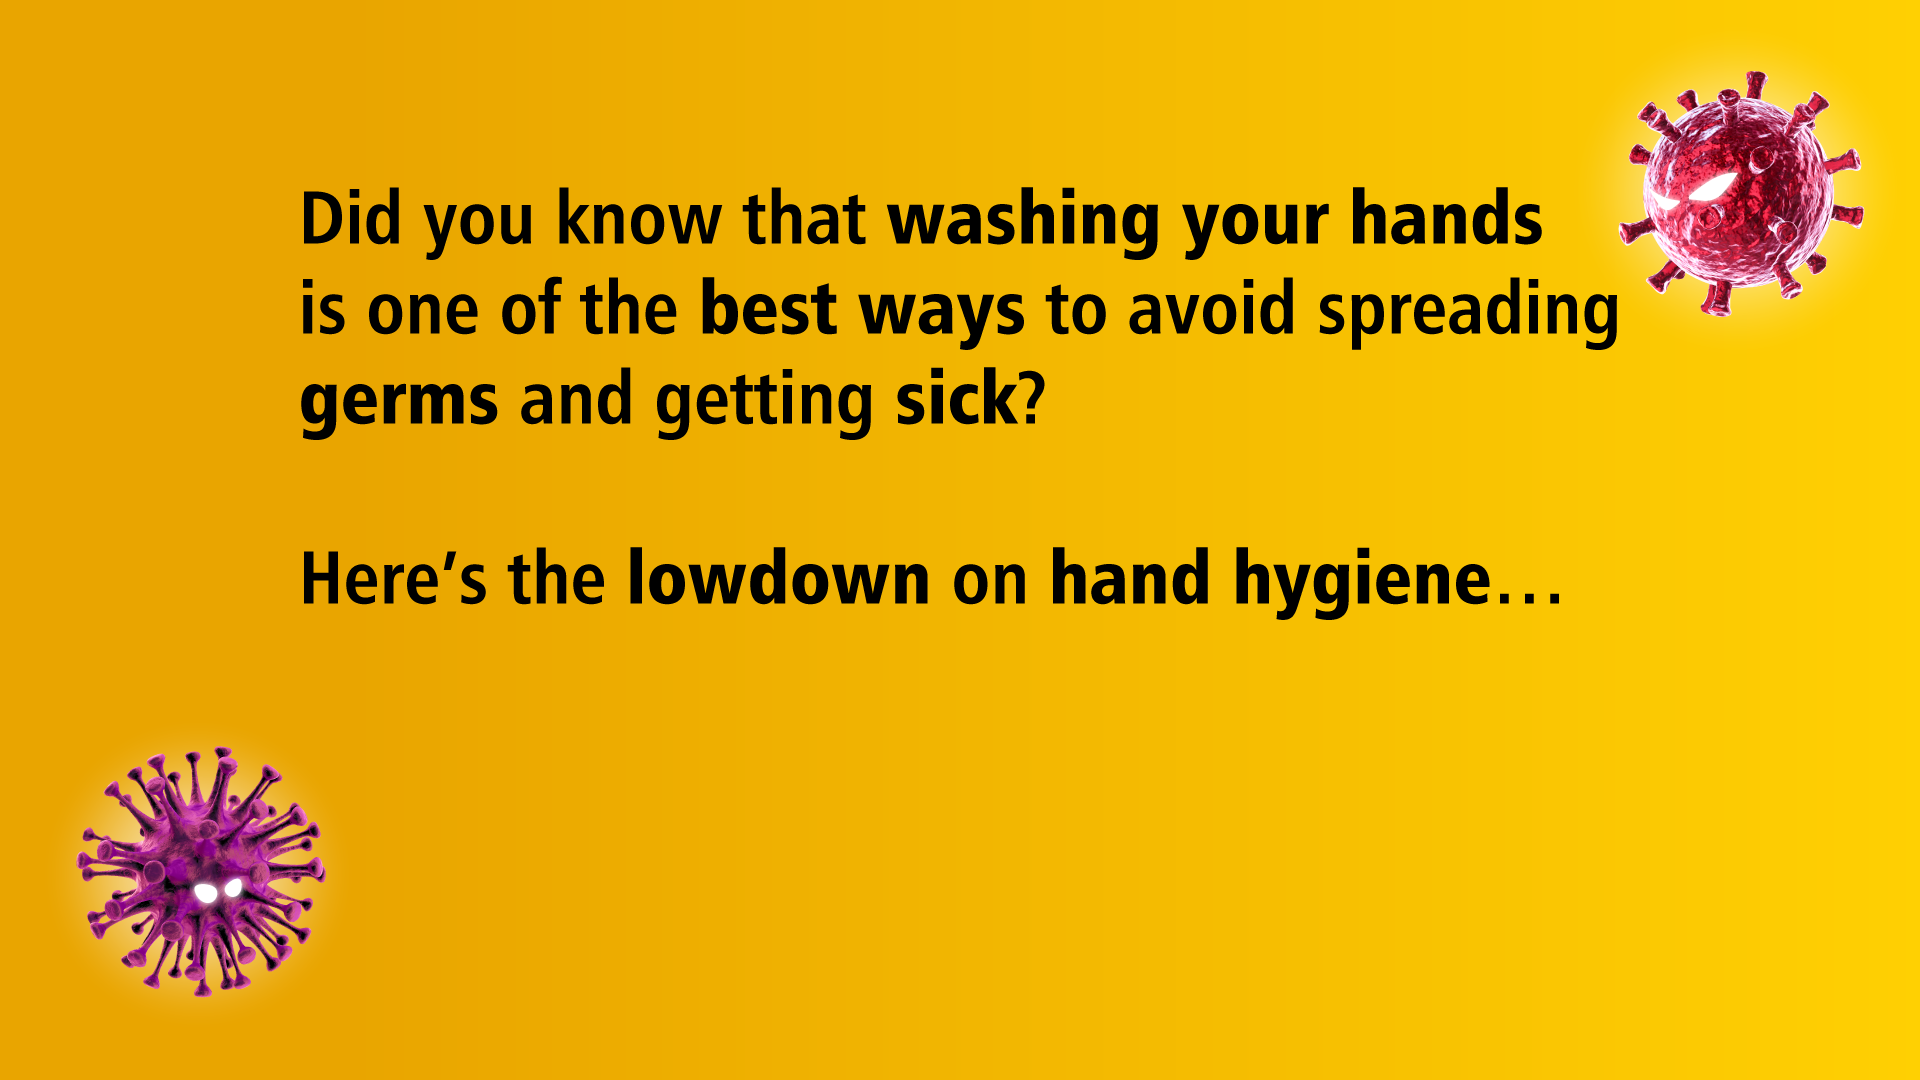 Did you know that washing your hands
is one of the best ways to avoid spreading
germs and getting sick?
Here’s the lowdown on hand hygiene…